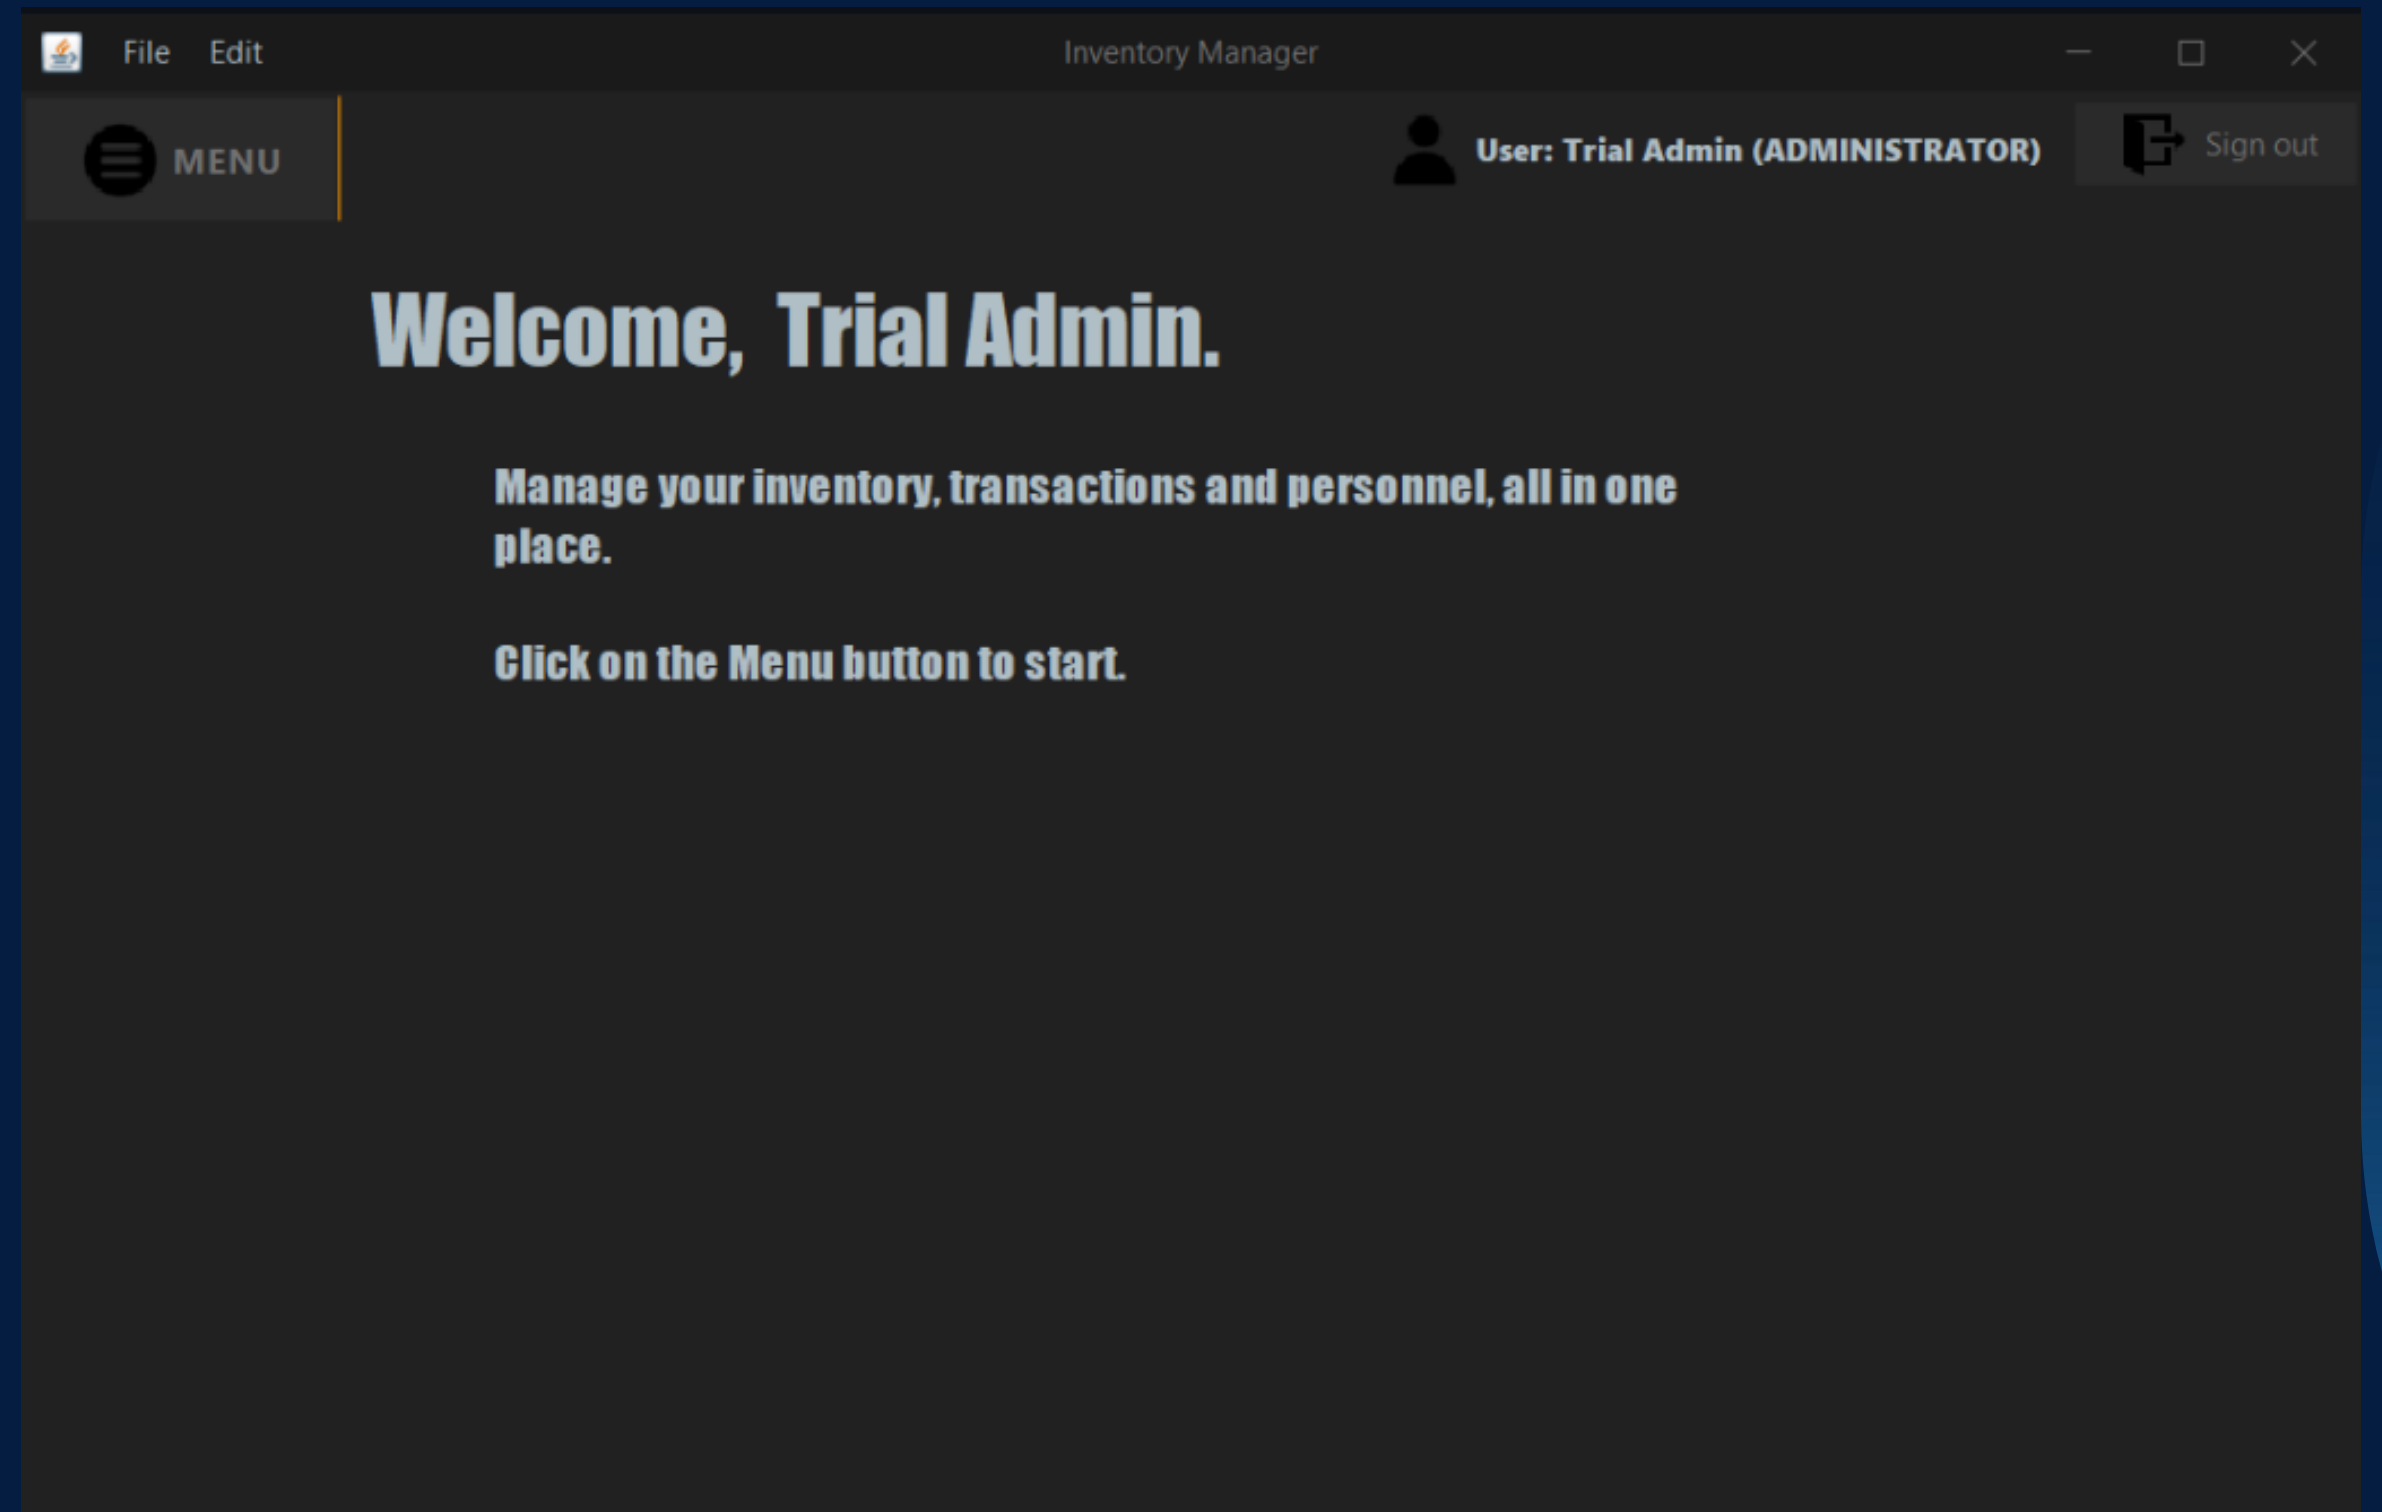 File Edit Inventory Manager
MENU
User: Trial Admin (ADMINISTRATOR)
Sign out
Welcome, Trial Admin.
Manage your inventory, transactions and personnel, all in one
place.
Click on the Menu button to start.